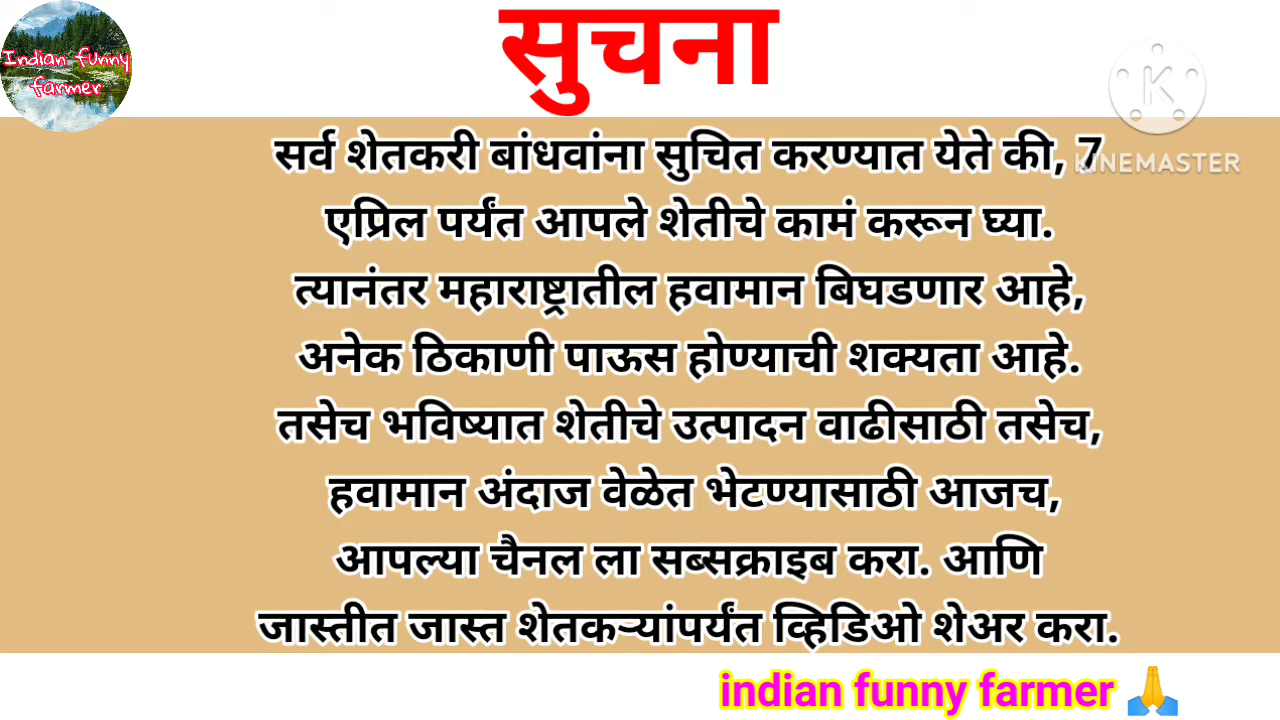 सुचना
Indian funny
farmer
K
KINEMASTER
सर्व शेतकरी बांधवांना सुचित करण्यात येते की, 7
एप्रिल पर्यंत आपले शेतीचे कामं करून घ्या.
त्यानंतर महाराष्ट्रातील हवामान बिघडणार आहे,
अनेक ठिकाणी पाऊस होण्याची शक्यता आहे.
तसेच भविष्यात शेतीचे उत्पादन वाढीसाठी तसेच,
हवामान अंदाज वेळेत भेटण्यासाठी आजच,
आपल्या चैनल ला सब्सक्राइब करा. आणि
जास्तीत जास्त शेतकऱ्यांपर्यंत व्हिडिओ शेअर करा.
indian funny farmer 🙏